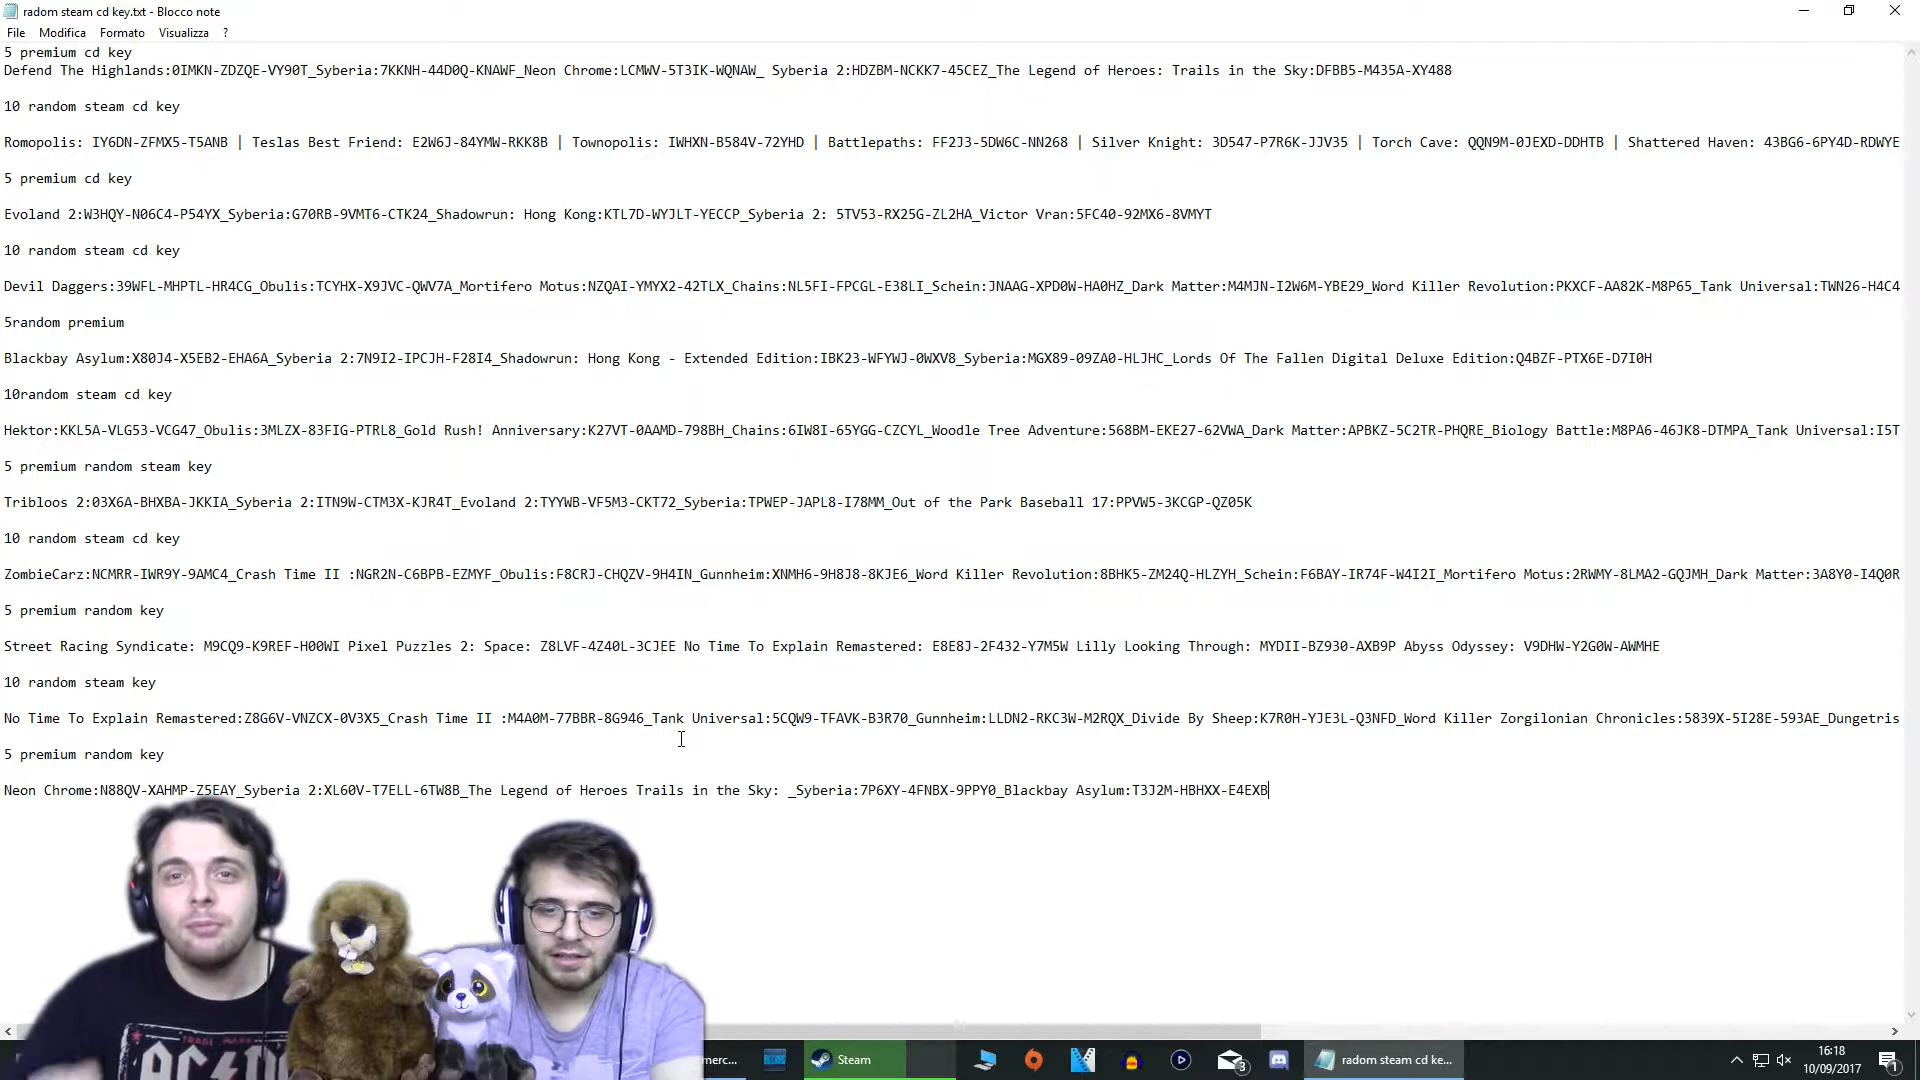 radom steam cd key.txt - Blocco note
File Modifica Formato Visualizza ?
5 premium cd key
Defend The Highlands:0IMKN-ZDZQE-VY90T_Syberia:7KKNH-44D0Q-KNAWF_Neon Chrome:LCMWV-5T3IK-WQNAW_ Syberia 2:HDZBM-NCKK7-45CEZ_The Legend of Heroes: Trails in the Sky:DFBB5-M435A-XY488
10 random steam cd key
Romopolis: IY6DN-ZFMX5-T5ANB | Teslas Best Friend: E2W6J-84YMW-RKK8B | Townopolis: IWHXN-B584V-72YHD | Battlepaths: FF2J3-5DW6C-NN268 | Silver Knight: 3D547-P7R6K-JJV35 | Torch Cave: QQN9M-0JEXD-DDHTB | Shattered Haven: 43BG6-6PY4D-RDWYE
5 premium cd key
Evoland 2:W3HQY-N06C4-P54YX_Syberia:G70RB-9VMT6-CTK24_Shadowrun: Hong Kong:KTL7D-WYJLT-YECCP_Syberia 2: 5TV53-RX25G-ZL2HA_Victor Vran:5FC40-92MX6-8VMYT
10 random steam cd key
Devil Daggers:39WFL-MHPTL-HR4CG_Obulis:TCYHX-X9JVC-QWV7A_Mortifero Motus:NZQAI-YMYX2-42TLX_Chains:NL5FI-FPCGL-E38LI_Schein:JNAAG-XPD0W-HA0HZ_Dark Matter:M4MJN-I2W6M-YBE29_Word Killer Revolution:PKXCF-AA82K-M8P65_Tank Universal:TWN26-H4C4
5random premium
Blackbay Asylum:X80J4-X5EB2-EHA6A_Syberia 2:7N9I2-IPCJH-F28I4_Shadowrun: Hong Kong - Extended Edition:IBK23-WFYWJ-0WXV8_Syberia:MGX89-09ZA0-HLJHC_Lords Of The Fallen Digital Deluxe Edition:Q4BZF-PTX6E-D7I0H
10random steam cd key
Hektor:KKL5A-VLG53-VCG47_Obulis:3MLZX-83FIG-PTRL8_Gold Rush! Anniversary:K27VT-0AAMD-798BH_Chains:6IW8I-65YGG-CZCYL_Woodle Tree Adventure:568BM-EKE27-62VWA_Dark Matter:APBKZ-5C2TR-PHQRE_Biology Battle:M8PA6-46JK8-DTMPA_Tank Universal:I5T
5 premium random steam key
Tribloos 2:03X6A-BHXBA-JKKIA_Syberia 2:ITN9W-CTM3X-KJR4T_Evoland 2:TYYWB-VF5M3-CKT72_Syberia:TPWEP-JAPL8-I78MM_Out of the Park Baseball 17:PPVW5-3KCGP-QZ05K
10 random steam cd key
ZombieCarz:NCMRR-IWR9Y-9AMC4_Crash Time II :NGR2N-C6BPB-EZMYF_Obulis:F8CRJ-CHQZV-9H4IN_Gunnheim:XNMH6-9H8J8-8KJE6_Word Killer Revolution:8BHK5-ZM24Q-HLZYH_Schein:F6BAY-IR74F-W4I2I_Mortifero Motus:2RWMY-8LMA2-GQJMH_Dark Matter:3A8Y0-I4Q0R
5 premium random key
Street Racing Syndicate: M9CQ9-K9REF-H00WI Pixel Puzzles 2: Space: Z8LVF-4Z40L-3CJEE No Time To Explain Remastered: E8E8J-2F432-Y7M5W Lilly Looking Through: MYDII-BZ930-AXB9P Abyss Odyssey: V9DHW-Y2G0W-AWMHE
10 random steam key
No Time To Explain Remastered:Z8G6V-VNZCX-0V3X5_Crash Time II :M4A0M-77BBR-8G946_Tank Universal:5CQW9-TFAVK-B3R70_Gunnheim:LLDN2-RKC3W-M2RQX_Divide By Sheep:K7R0H-YJE3L-Q3NFD_Word Killer Zorgilonian Chronicles:5839X-5I28E-593AE_Dungetris
5 premium random key
Neon Chrome:N88QV-XAHMP-Z5EAY_Syberia 2:XL60V-T7ELL-6TW8B_The Legend of Heroes Trails in the Sky: _Syberia:7P6XY-4FNBX-9PPY0_Blackbay Asylum:T3J2M-HBHXX-E4EXB
TRADE MARK
AC/D
merc... Steam 3 radom steam cd ke... 16:18
10/09/2017 1